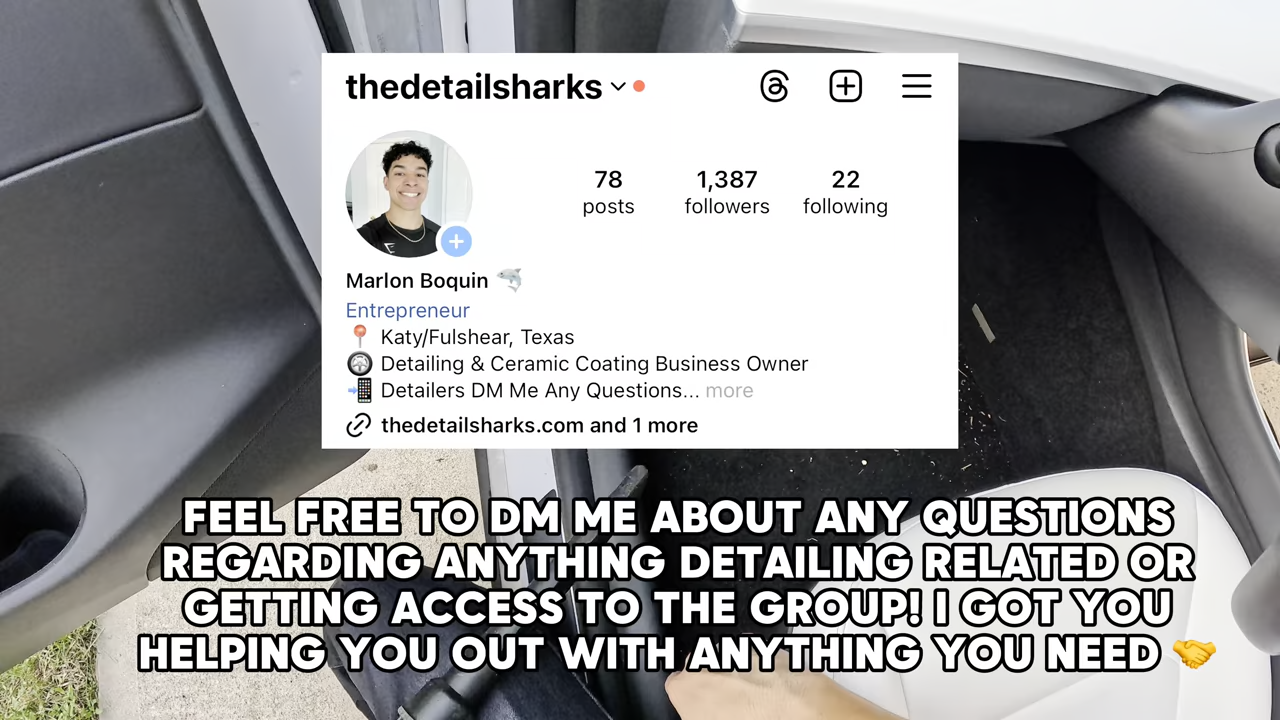 thedetailsharks
78 1,387 22
posts followers following
Marlon Boquin 🐬
Entrepreneur
📍 Katy/Fulshear, Texas
🛞 Detailing & Ceramic Coating Business Owner
📲 Detailers DM Me Any Questions... more
thedetailsharks.com and 1 more
FEEL FREE TO DM ME ABOUT ANY QUESTIONS
REGARDING ANYTHING DETAILING RELATED OR
GETTING ACCESS TO THE GROUP! I GOT YOU
HELPING YOU OUT WITH ANYTHING YOU NEED 🤝